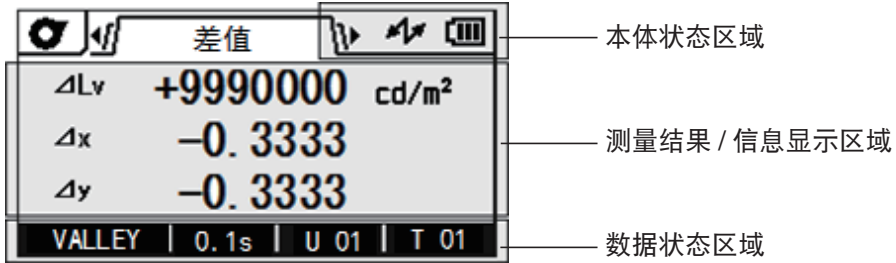 差值
本体状态区域
⊿Lv +9990000 cd/m²
⊿x -0.3333
测量结果 / 信息显示区域
⊿y -0.3333
VALLEY | 0.1s | U 01 | T 01
数据状态区域